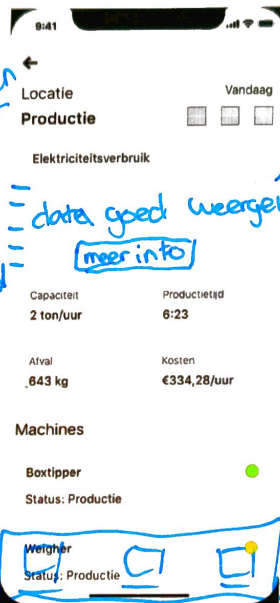 9:41
Locatie
Vandaag
Productie
Elektriciteitsverbruik
data goed
meer info
Capaciteit
Productietijd
2 ton/uur
6:23
Afval
Kosten
643 kg
€334,28/uur
Machines
Boxtipper
Status: Productie
Weigher
Status: Productie